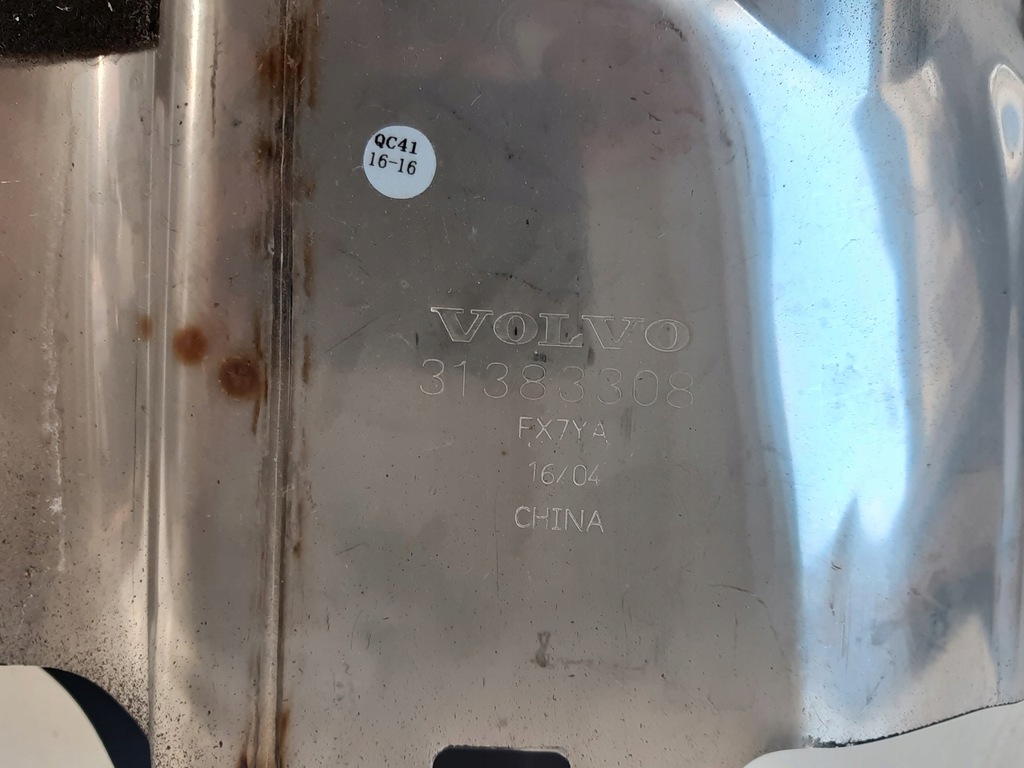 QC41
16-16
VOLVO
31383308
FX7YA
16/04
CHINA